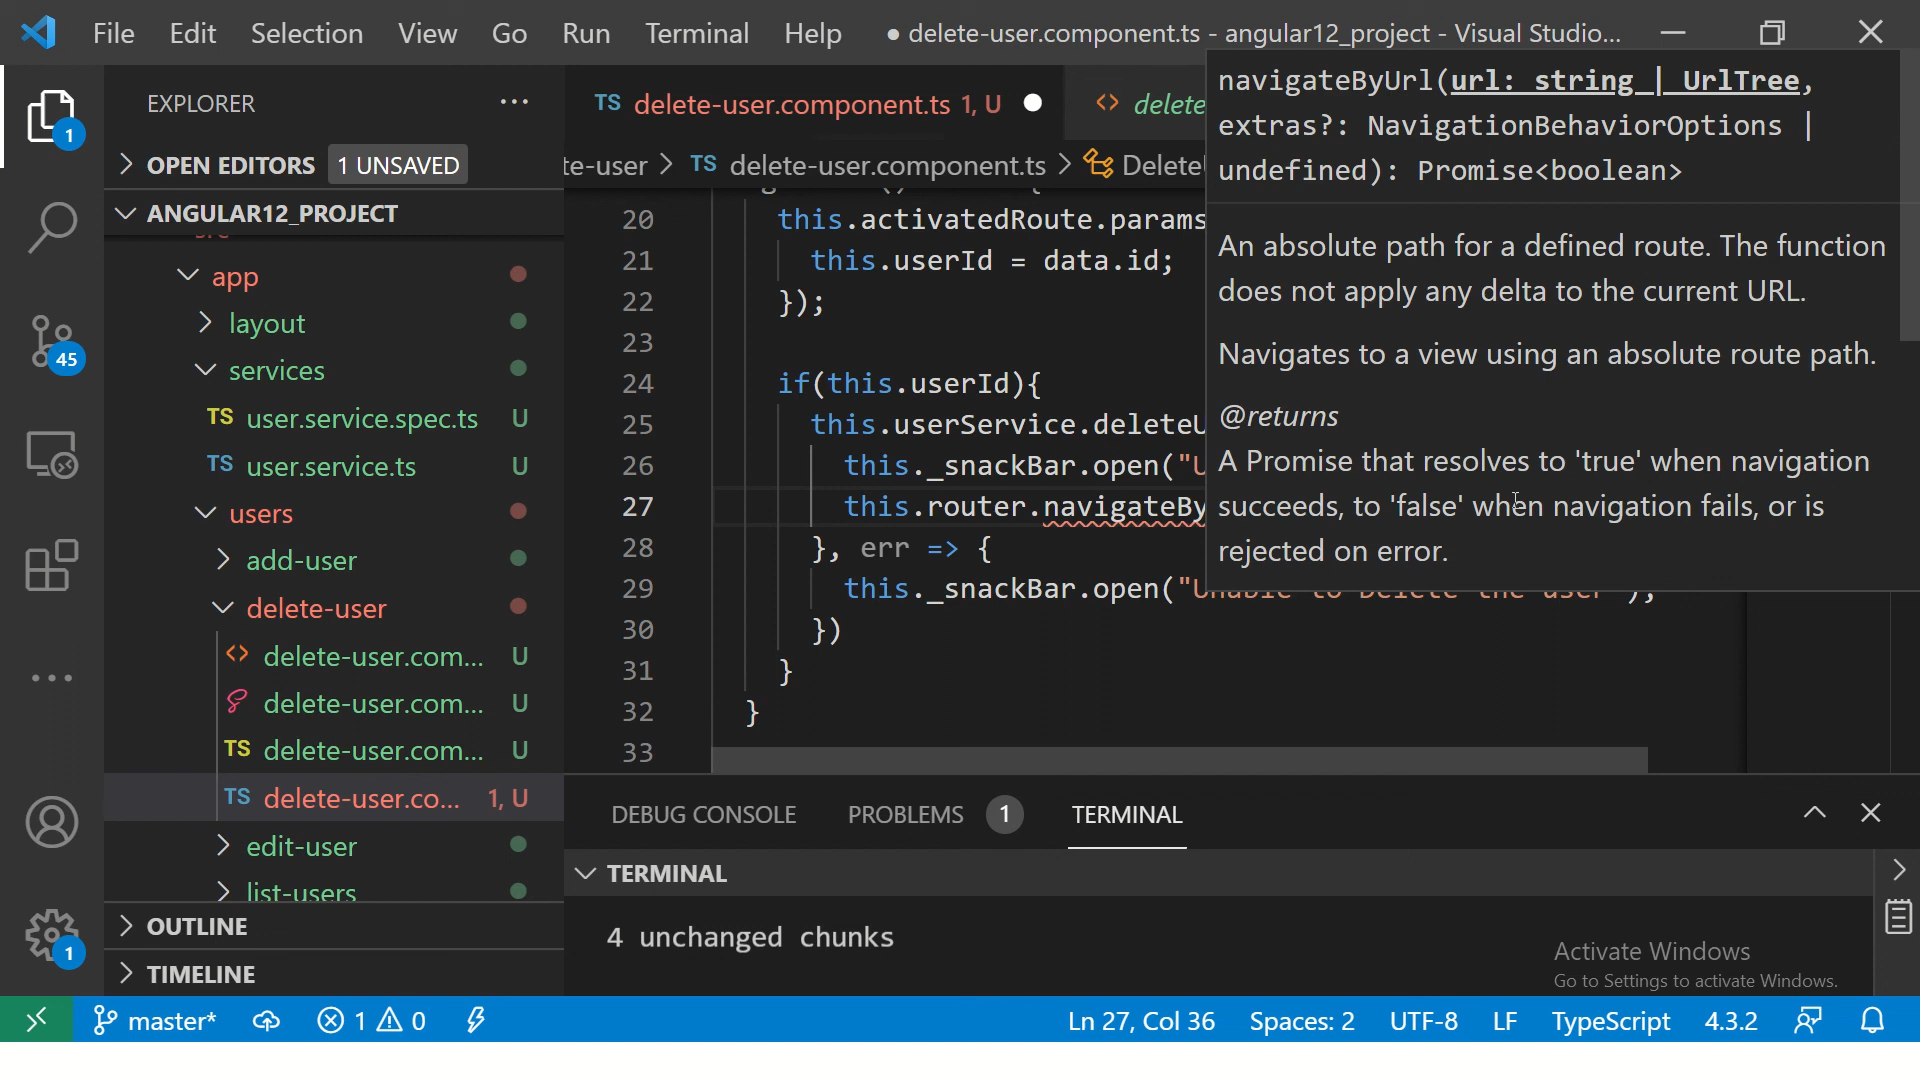 File Edit Selection View Go Run Terminal Help ● delete-user.component.ts - angular12_project - Visual Studio...
EXPLORER ...
OPEN EDITORS 1 UNSAVED
ANGULAR12_PROJECT
app
layout
services
TS user.service.spec.ts U
TS user.service.ts U
users
add-user
delete-user
<> delete-user.com... U
delete-user.com... U
TS delete-user.com... U
TS delete-user.co... 1, U
edit-user
list-users
OUTLINE
TIMELINE
1
45
1
TS delete-user.component.ts 1, U
<> delete
te-user > TS delete-user.component.ts > Delete
20 this.activatedRoute.params
21 this.userId = data.id;
22 });
23
24 if(this.userId){
25 this.userService.deleteU
26 this._snackBar.open("U
27 this.router.navigateBy
28 }, err => {
29 this._snackBar.open("Unable to Delete the user");
30 })
31 }
32 }
33
navigateByUrl(url: string | UrlTree,
extras?: NavigationBehaviorOptions |
undefined): Promise<boolean>
An absolute path for a defined route. The function
does not apply any delta to the current URL.
Navigates to a view using an absolute route path.
@returns
A Promise that resolves to 'true' when navigation
succeeds, to 'false' when navigation fails, or is
rejected on error.
DEBUG CONSOLE PROBLEMS 1 TERMINAL
TERMINAL
4 unchanged chunks
Activate Windows
Go to Settings to activate Windows.
master* 1 0 Ln 27, Col 36 Spaces: 2 UTF-8 LF TypeScript 4.3.2